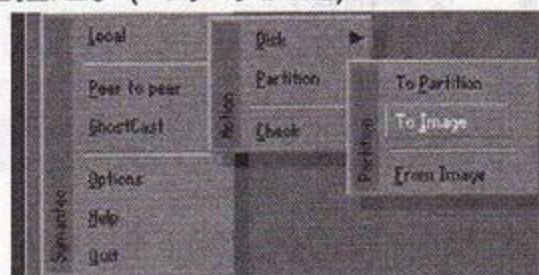 Local
Peer to peer
GhostCast
Options
Help
Quit
Symantec
Disk
Partition
Check
Action
To Partition
To Image
From Image
Partition